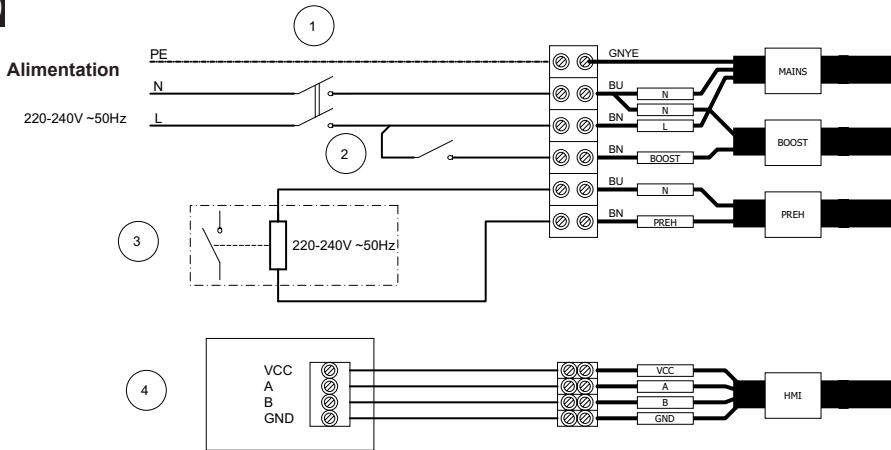 1
PE
GNYE
Alimentation
MAINS
N
BU
N
N
220-240V ~50Hz
L
BN
L
2
BOOST
BN
BOOST
BU
N
3
220-240V ~50Hz
BN
PREH
PREH
4
VCC
VCC
A
A
B
B
HMI
GND
GND